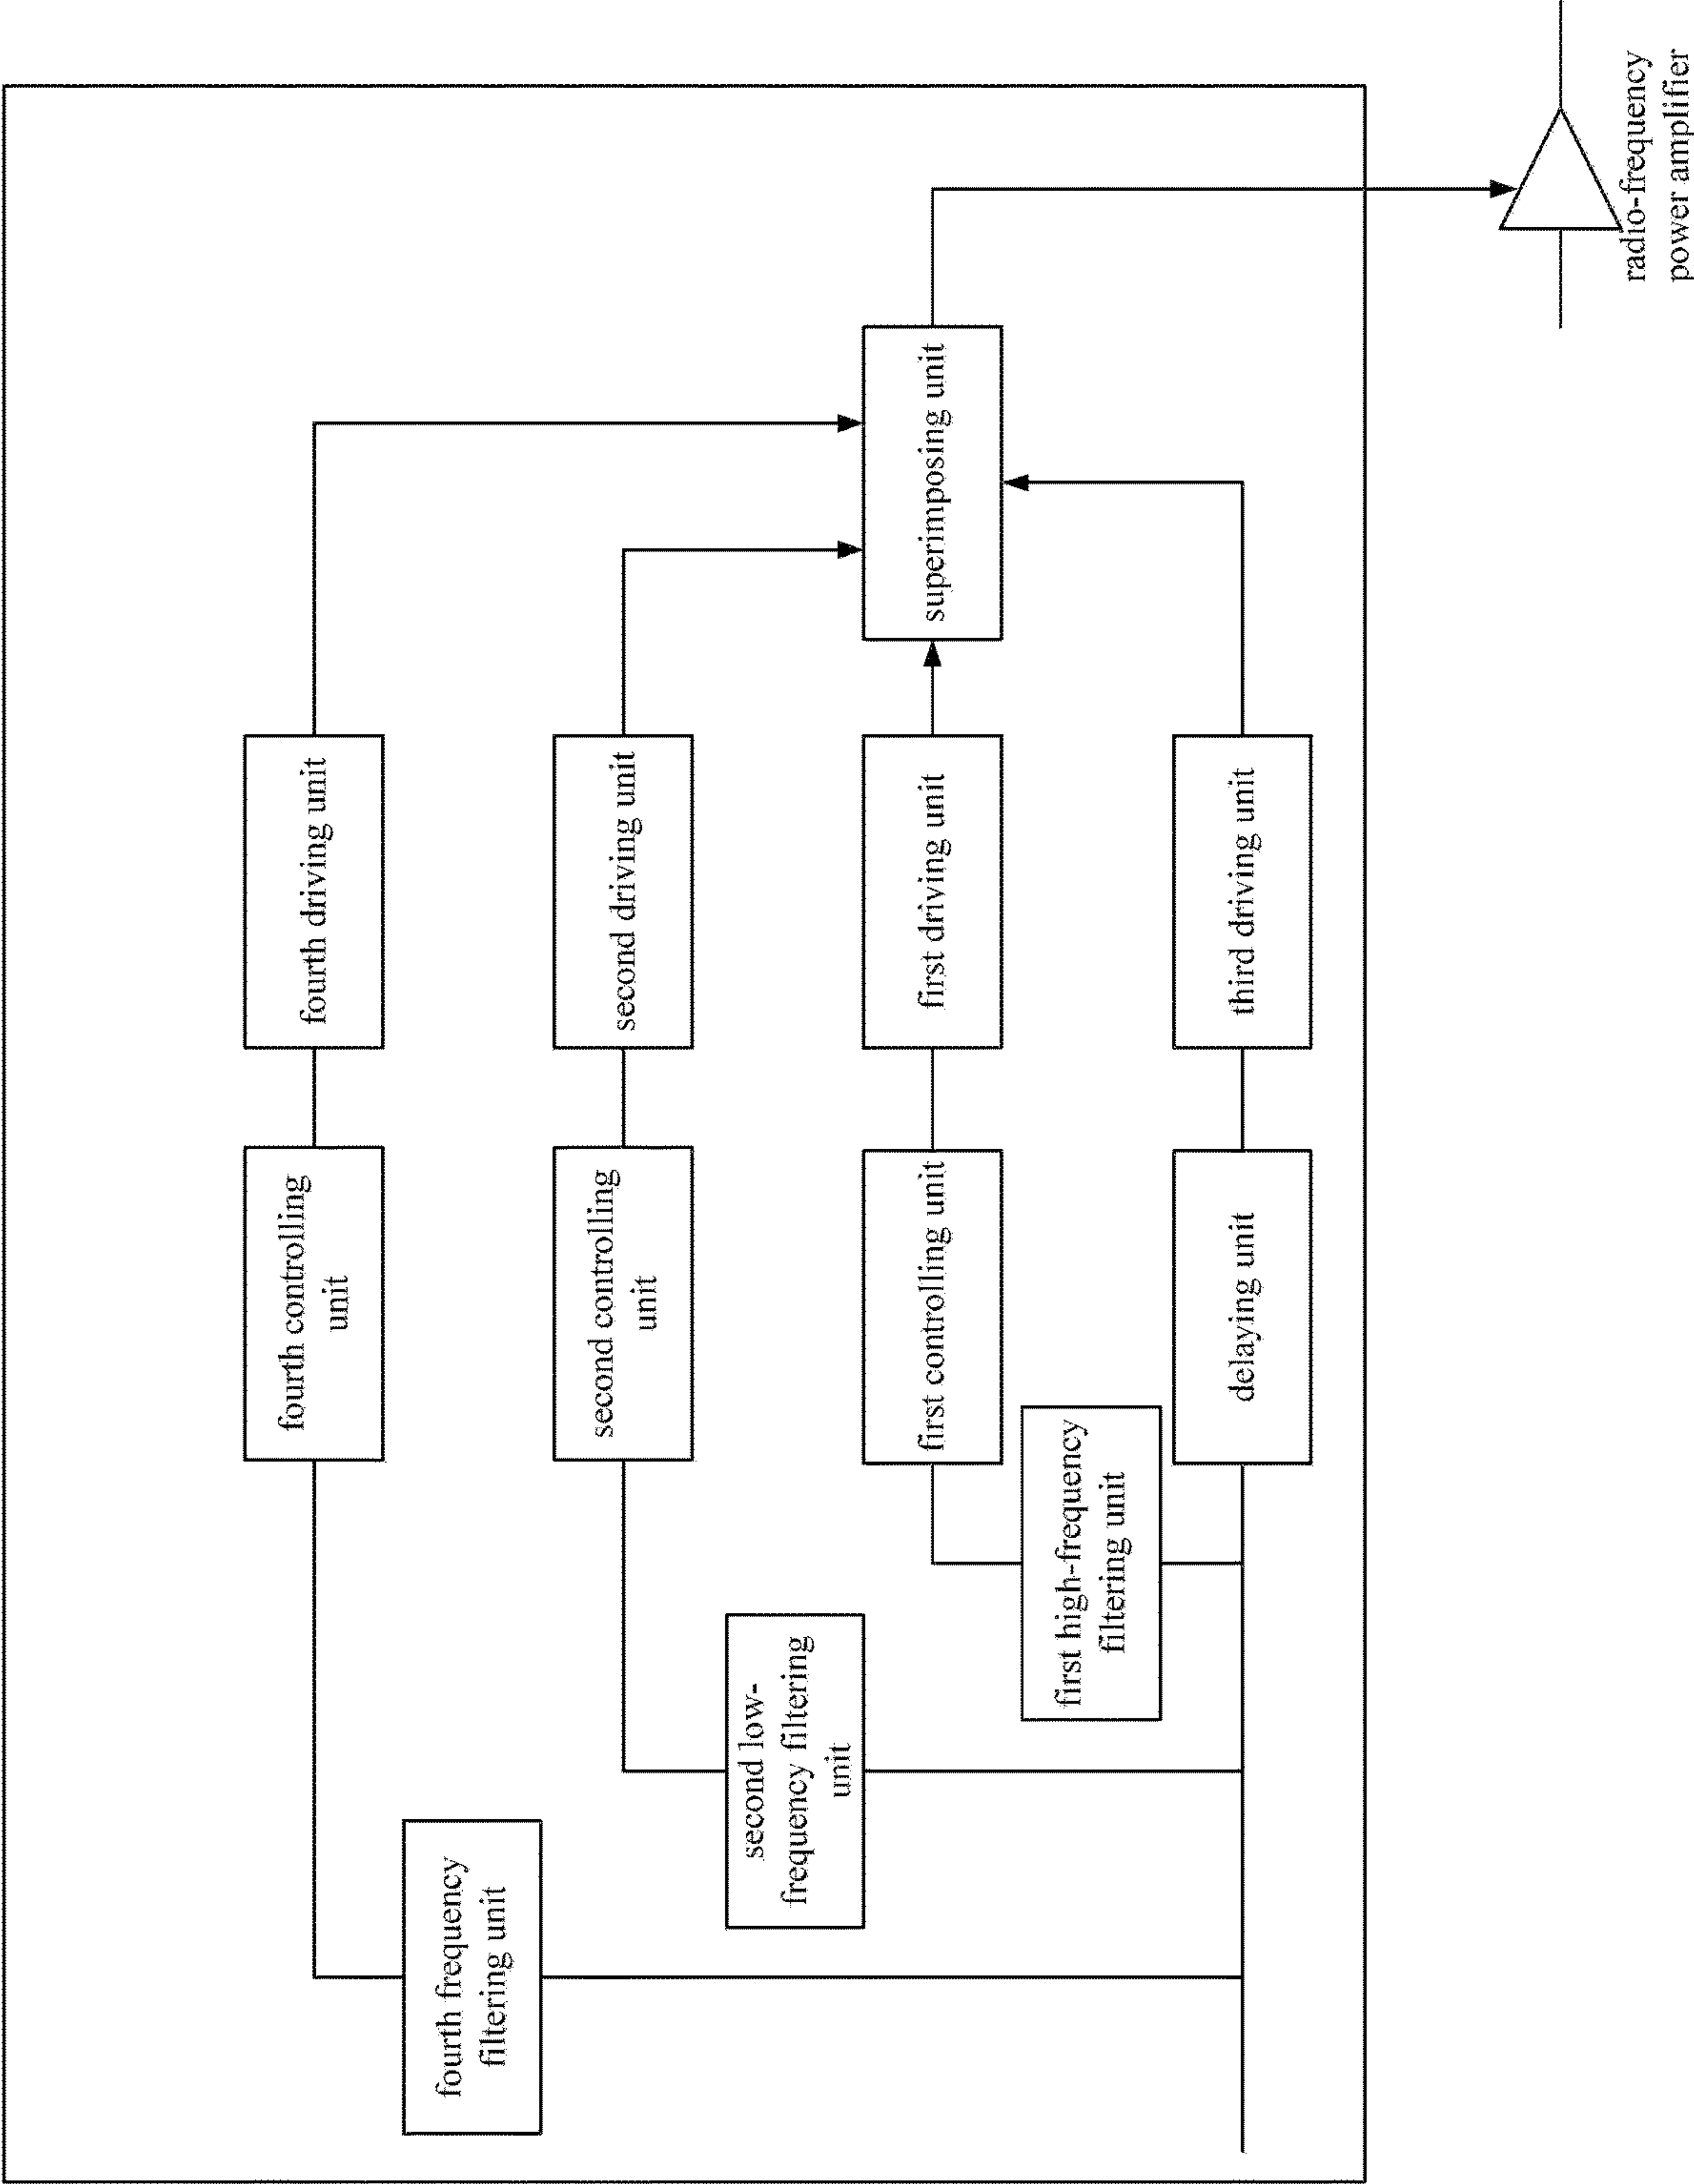 fourth frequency
filtering unit
fourth controlling
unit
fourth driving unit
second low-
frequency filtering
unit
second controlling
unit
second driving unit
first high-frequency
filtering unit
first controlling unit
first driving unit
superimposing unit
delaying unit
third driving unit
radio-frequency
power amplifier